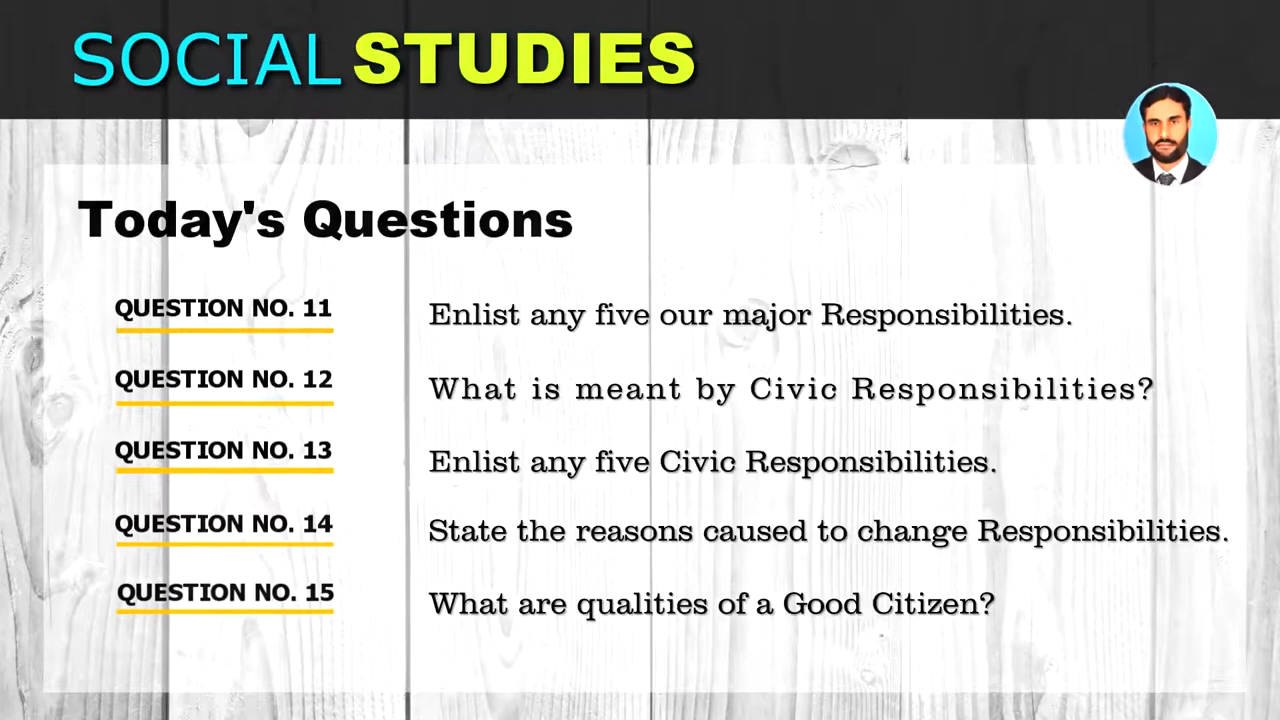 SOCIAL STUDIES
Today's Questions
QUESTION NO. 11 Enlist any five our major Responsibilities.
QUESTION NO. 12 What is meant by Civic Responsibilities?
QUESTION NO. 13 Enlist any five Civic Responsibilities.
QUESTION NO. 14 State the reasons caused to change Responsibilities.
QUESTION NO. 15 What are qualities of a Good Citizen?